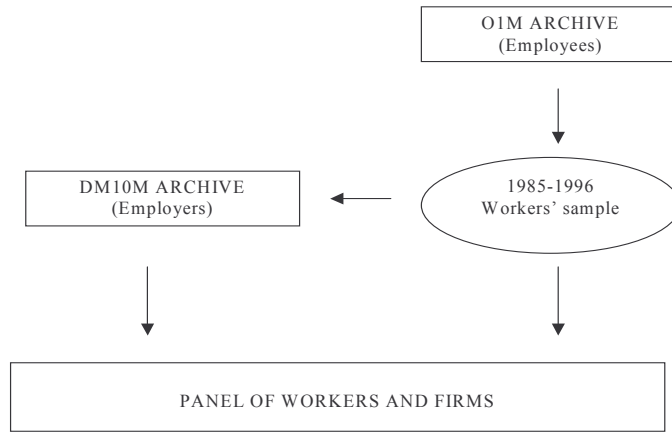 O1M ARCHIVE
(Employees)
1985-1996
Workers' sample
DM10M ARCHIVE
(Employers)
PANEL OF WORKERS AND FIRMS